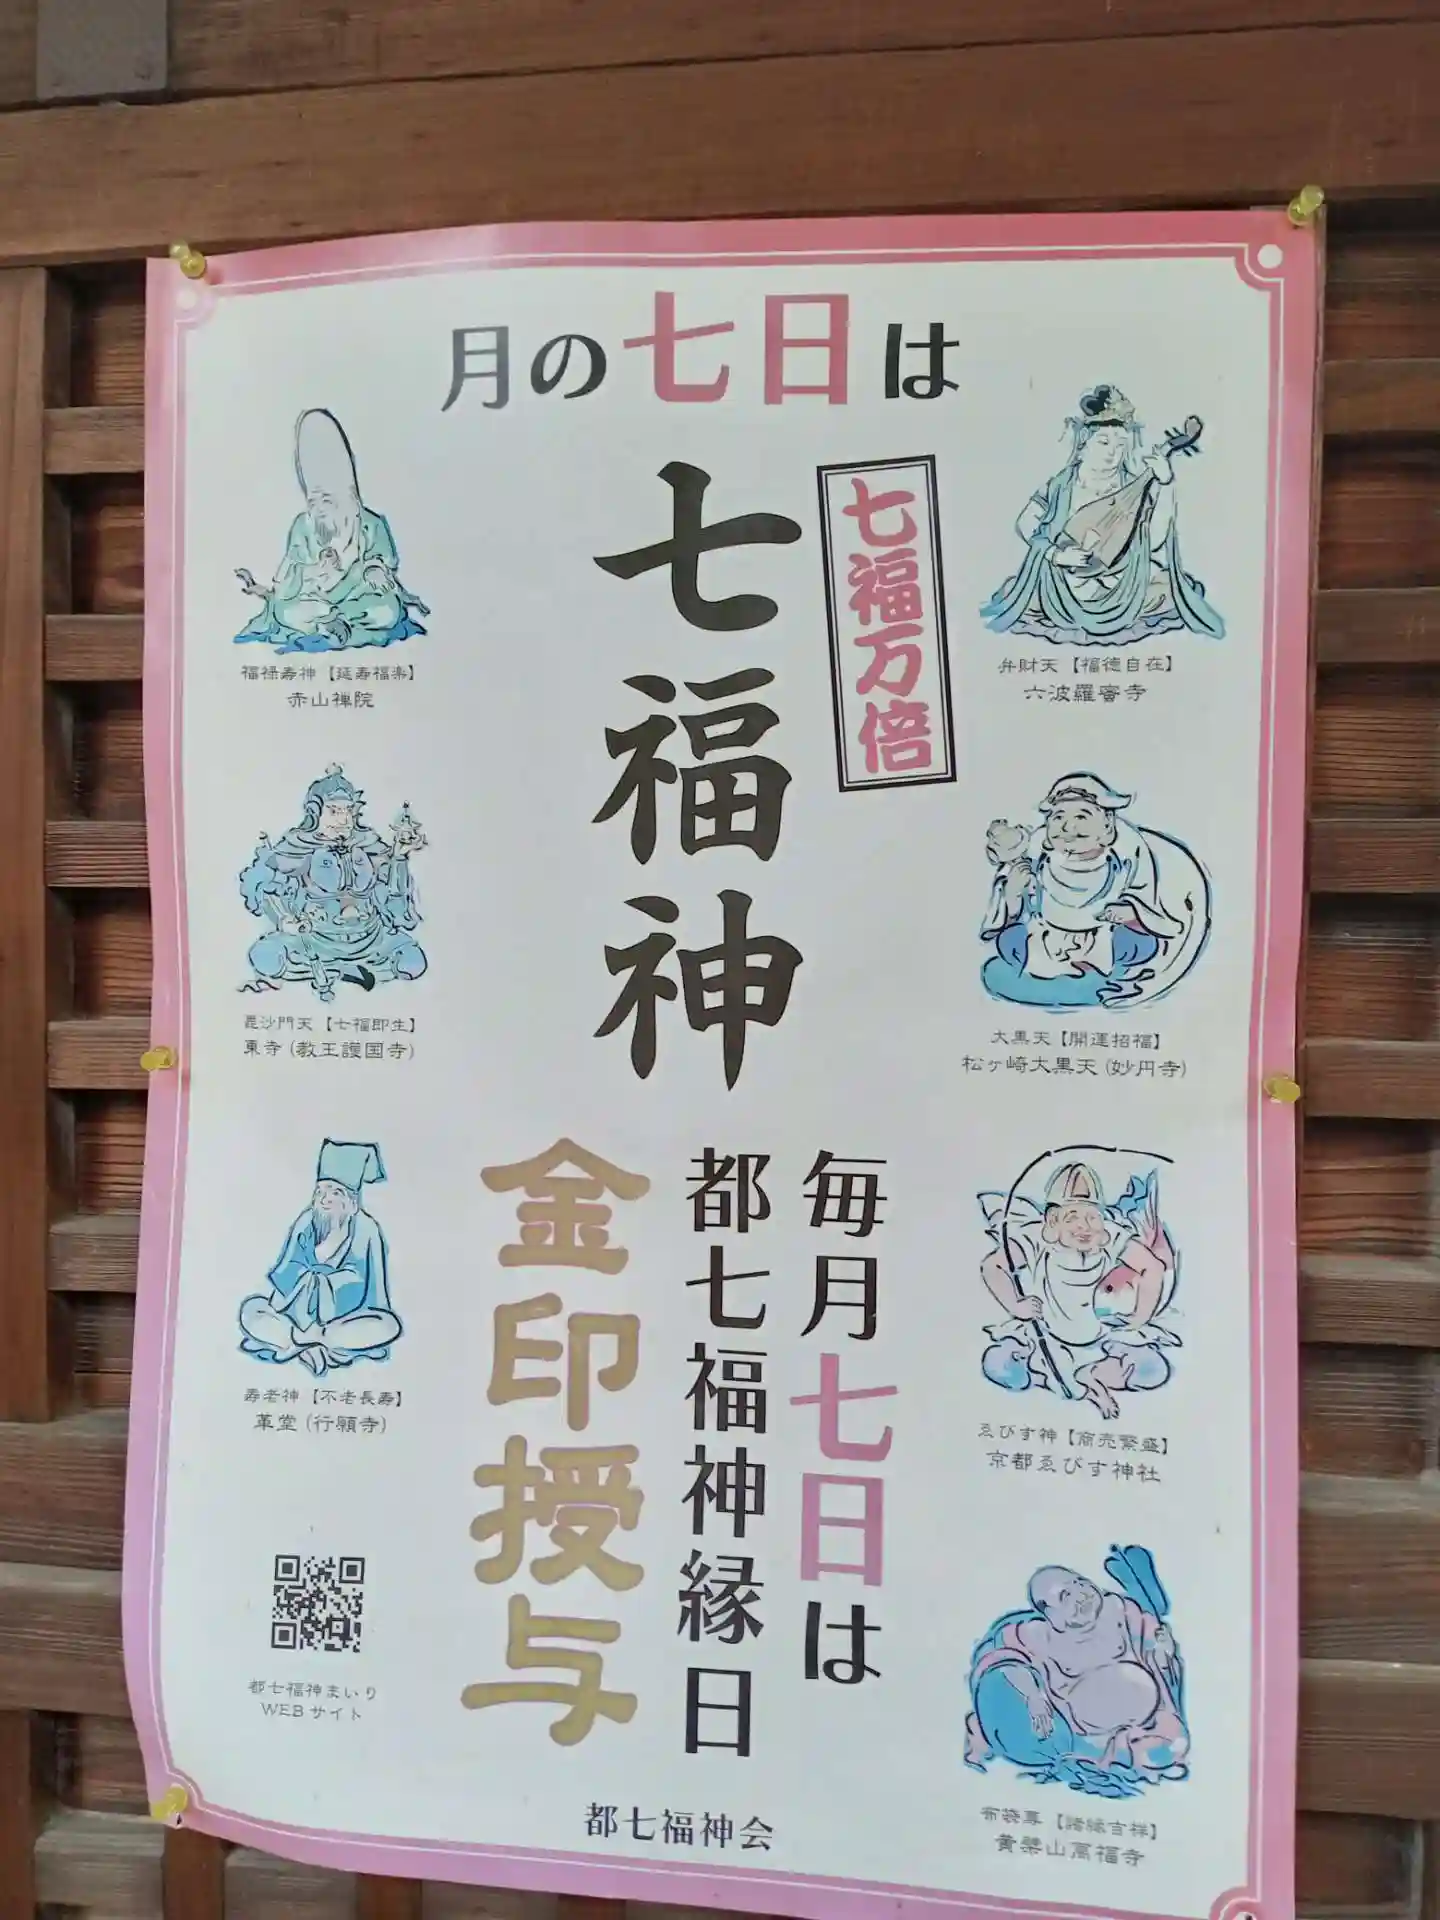 月の七日は
七福神
七福万倍
毎月七日は
都七福神縁日
金印授与
弁財天【福徳自在】
六波羅蜜寺
大黒天【開運招福】
松ヶ崎大黒天(妙円寺)
ゑびす神【商売繁盛】
京都ゑびす神社
布袋尊【諸縁吉祥】
黄檗山萬福寺
福禄寿神【延寿福楽】
赤山禅院
毘沙門天【七福即生】
東寺(教王護国寺)
寿老神【不老長寿】
革堂(行願寺)
都七福神まいり
WEBサイト
都七福神会